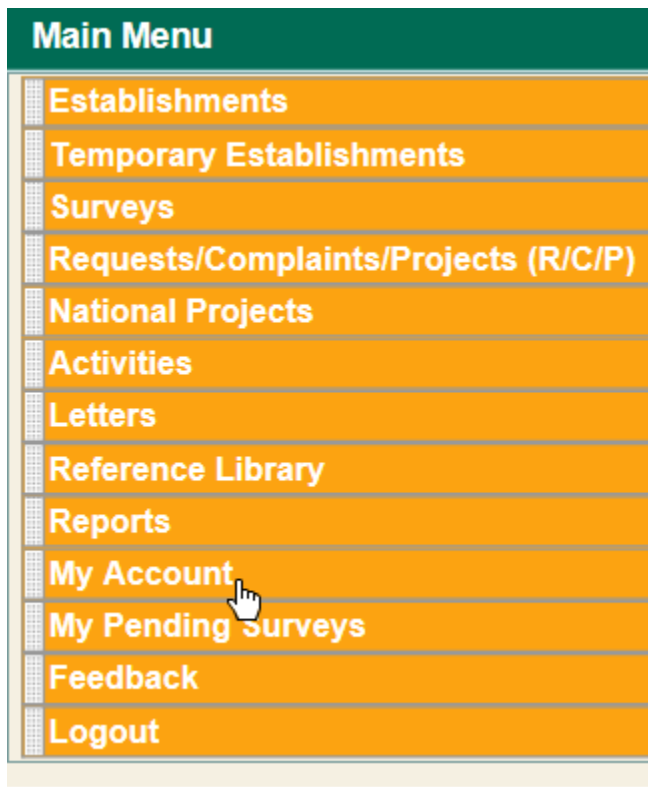 Main Menu
Establishments
Temporary Establishments
Surveys
Requests/Complaints/Projects (R/C/P)
National Projects
Activities
Letters
Reference Library
Reports
My Account
My Pending Surveys
Feedback
Logout